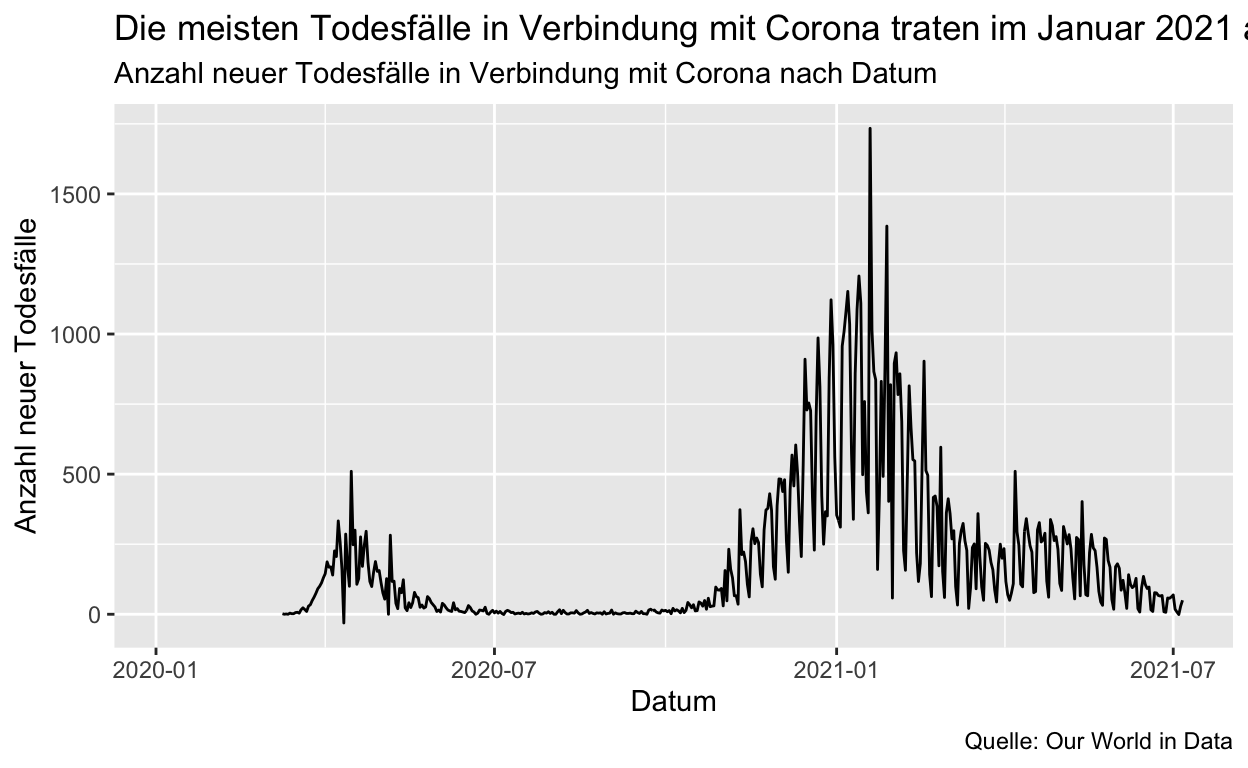 Die meisten Todesfälle in Verbindung mit Corona traten im Januar 2021
Anzahl neuer Todesfälle in Verbindung mit Corona nach Datum
Anzahl neuer Todesfälle
1500
1000
500
0
2020-01 2020-07 2021-01 2021-07
Datum
Quelle: Our World in Data